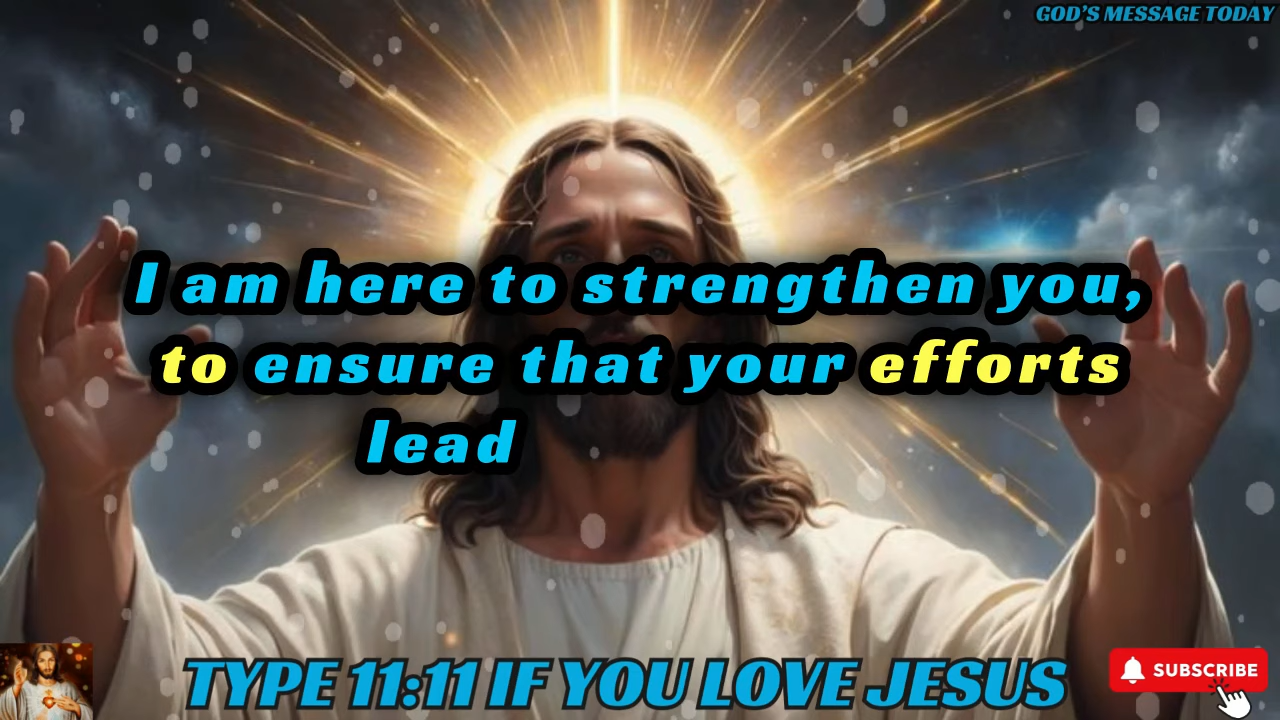 GOD'S MESSAGE TODAY
I am here to strengthen you,
to ensure that your efforts
lead
TYPE 11:11 IF YOU LOVE JESUS
SUBSCRIBE